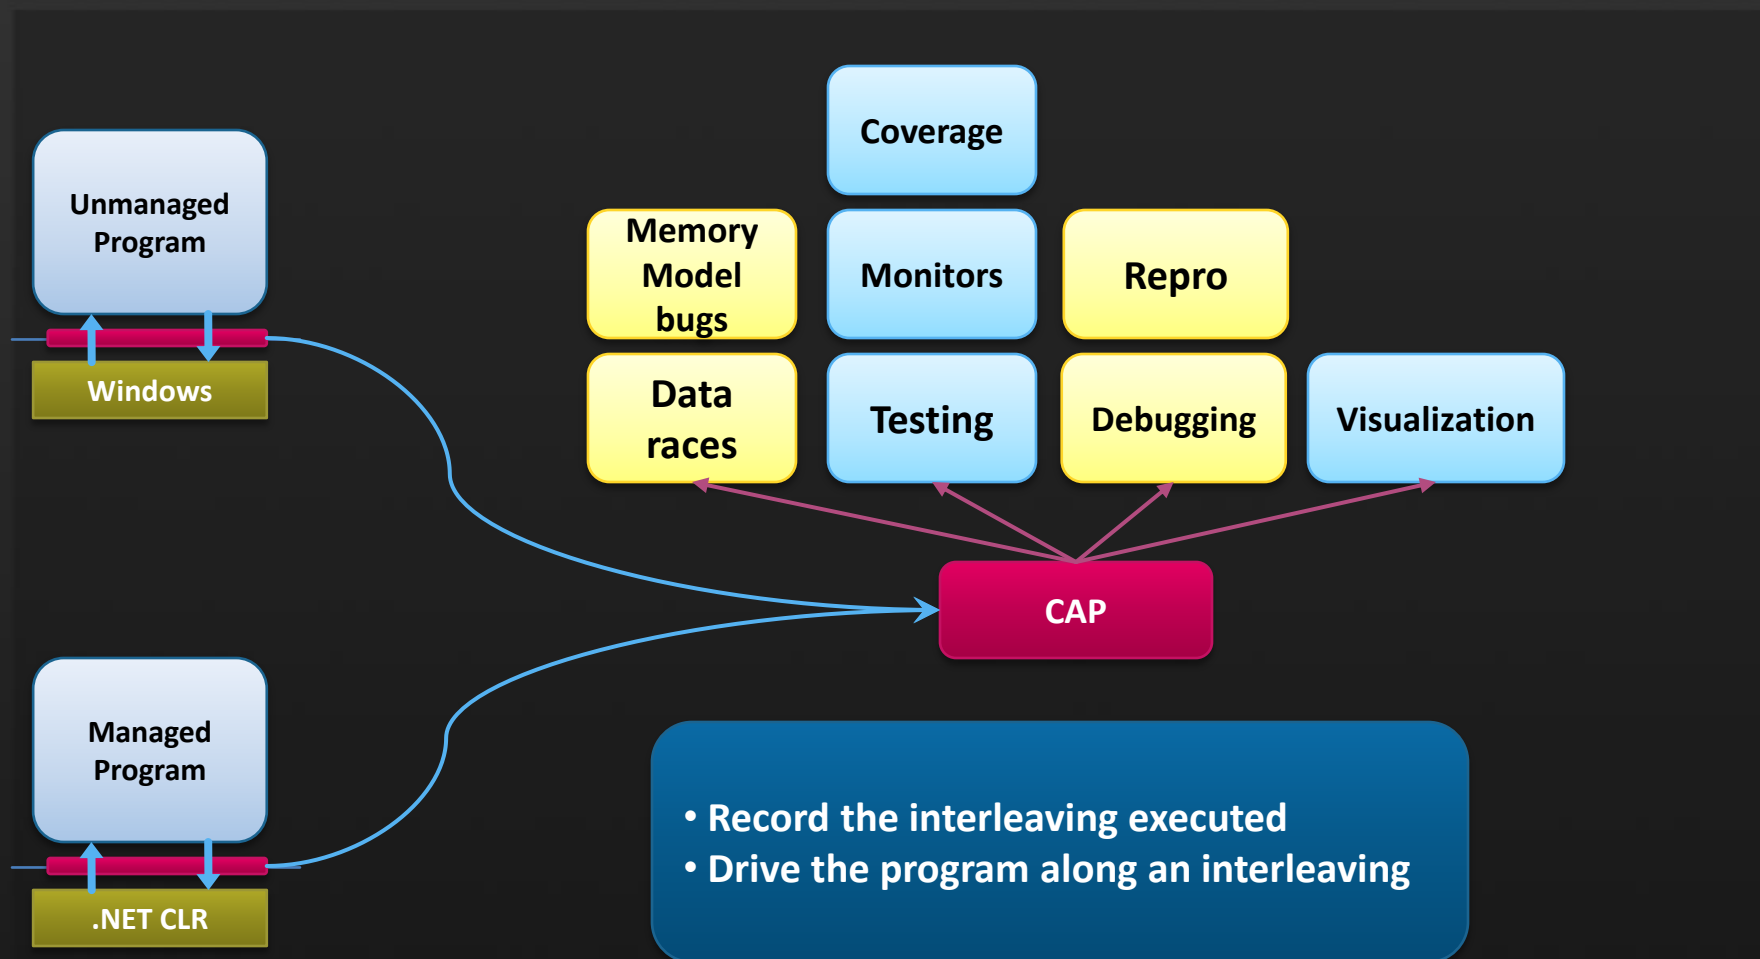 Coverage
Unmanaged
Program
Memory
Model
bugs
Monitors
Repro
Windows
Data
races
Testing
Debugging
Visualization
CAP
Managed
Program
• Record the interleaving executed
• Drive the program along an interleaving
.NET CLR